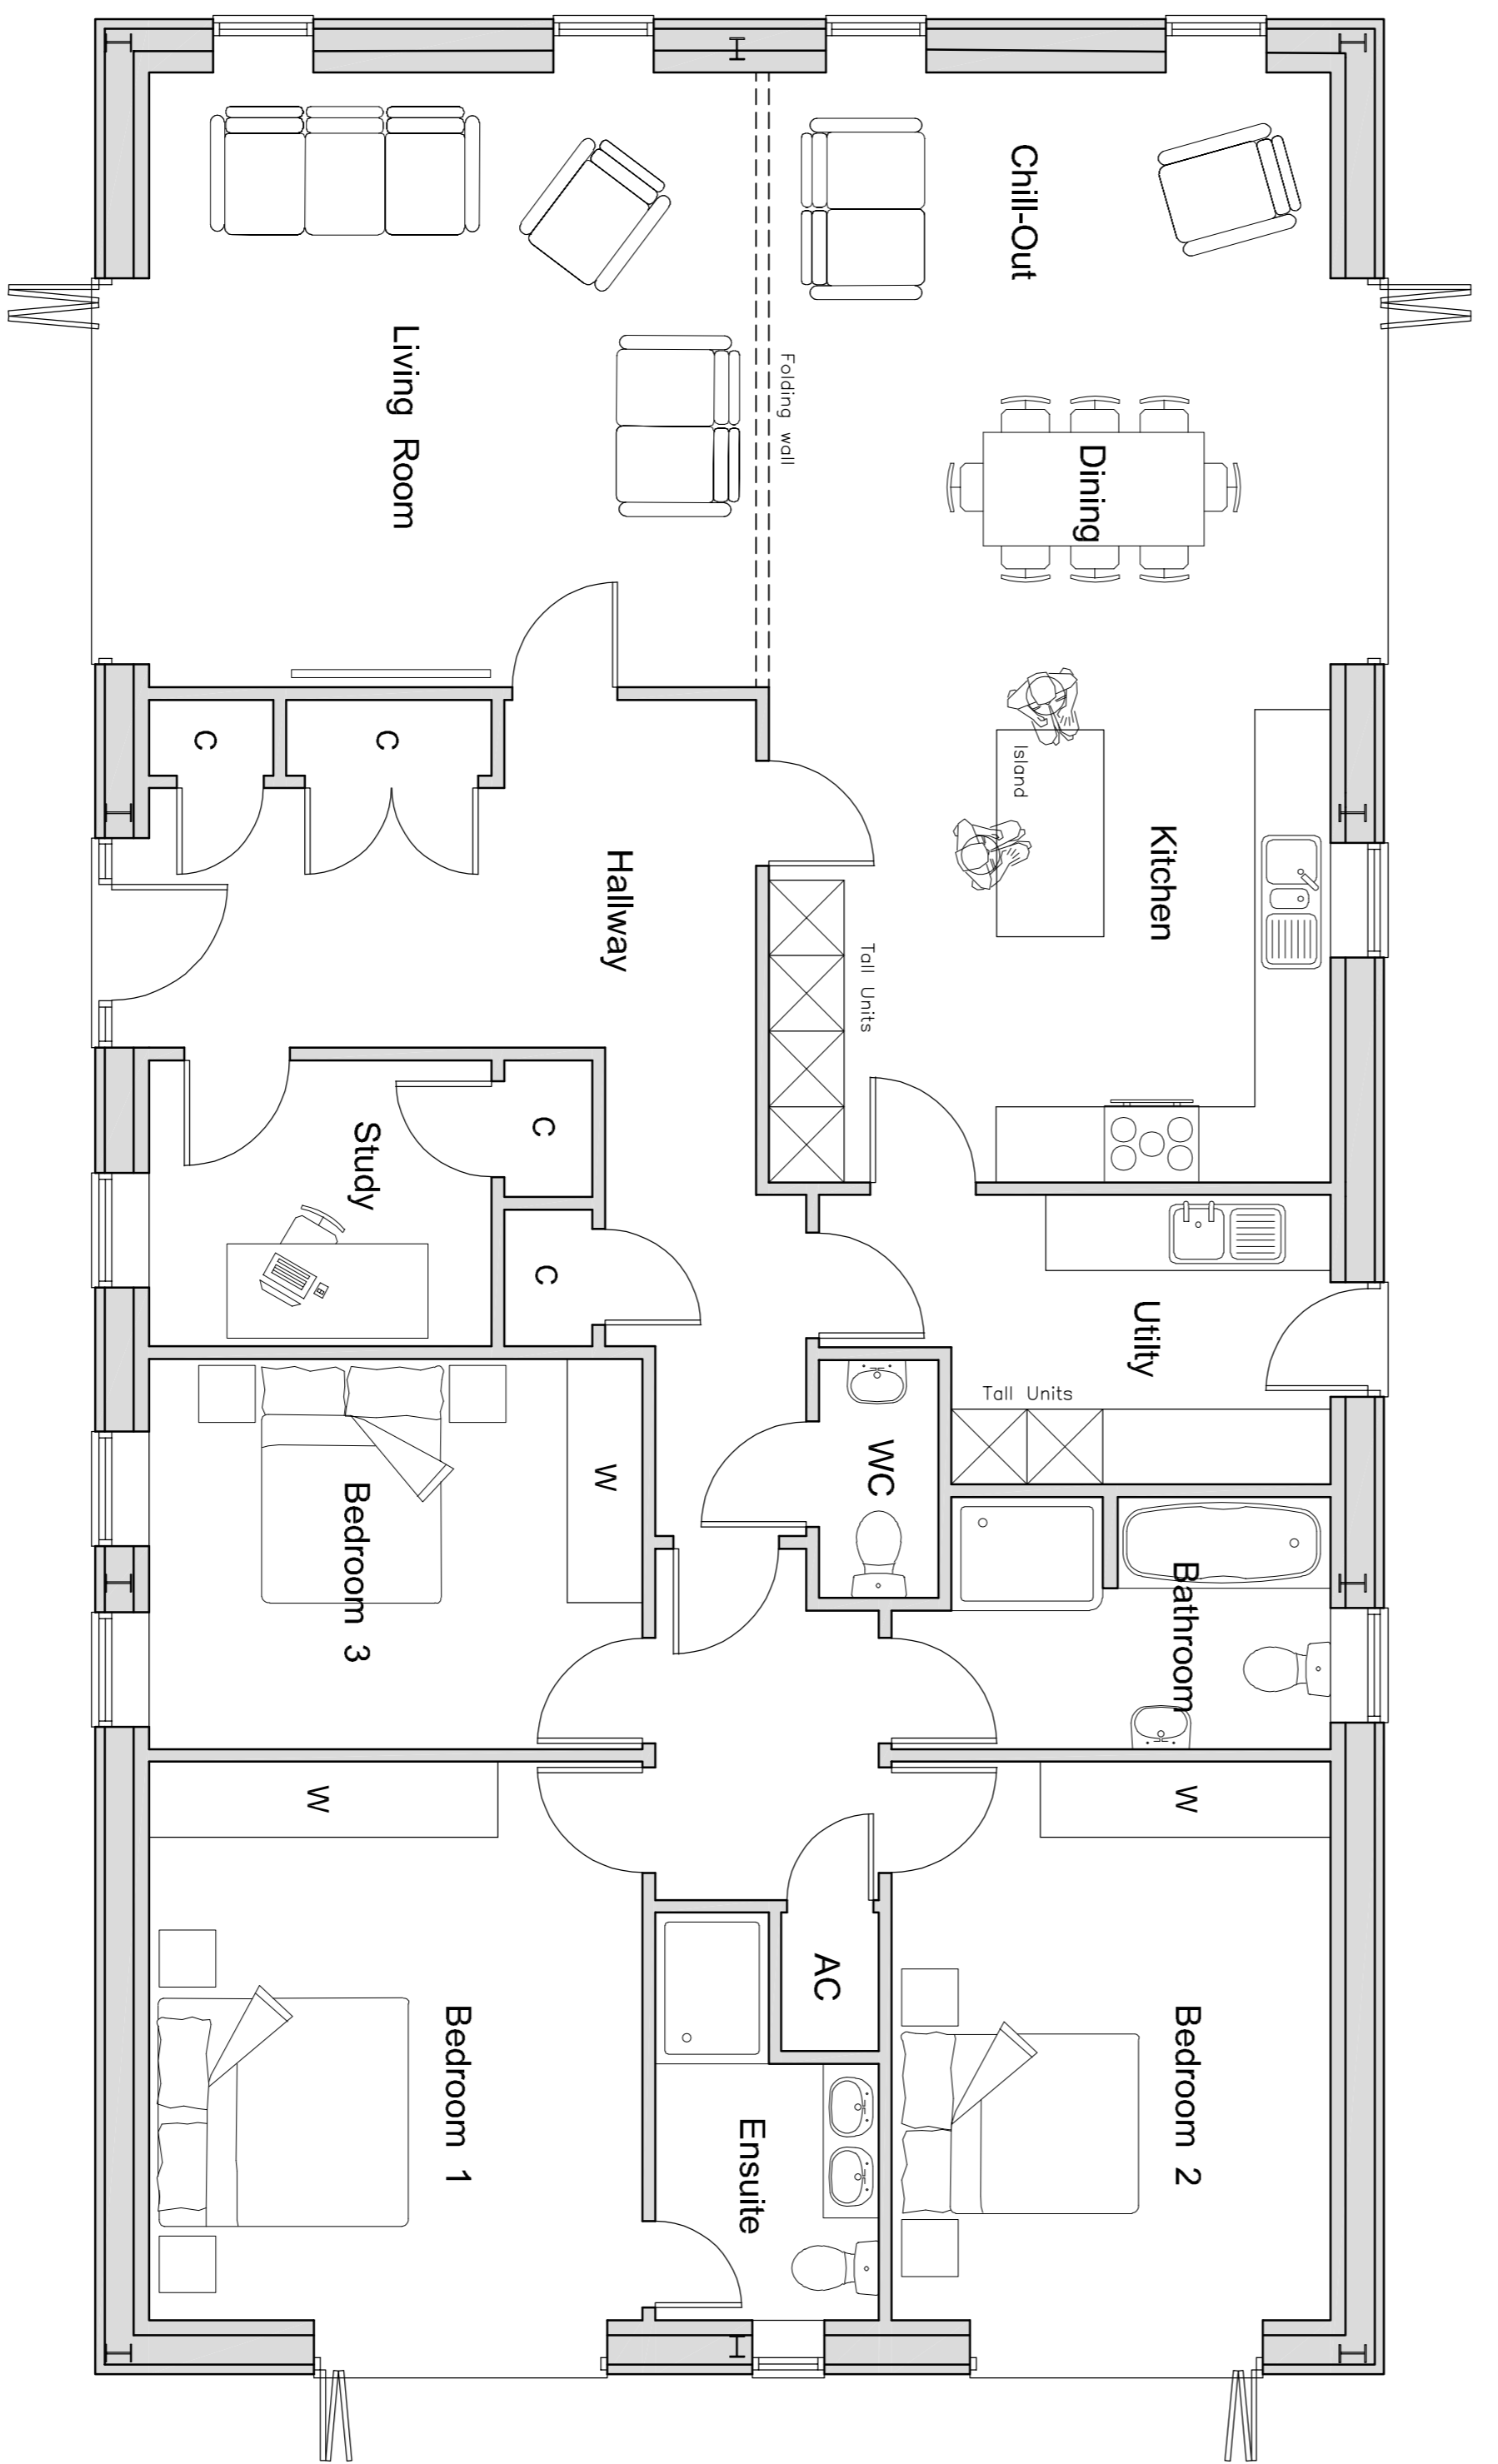 Chill-Out
Dining
Kitchen
Island
Utilty
Tall Units
Bathroom
W
Bedroom 2
Folding wall
Tall Units
WC
AC
Ensuite
Living Room
Hallway
C
C
C
C
Study
W
Bedroom 3
W
Bedroom 1